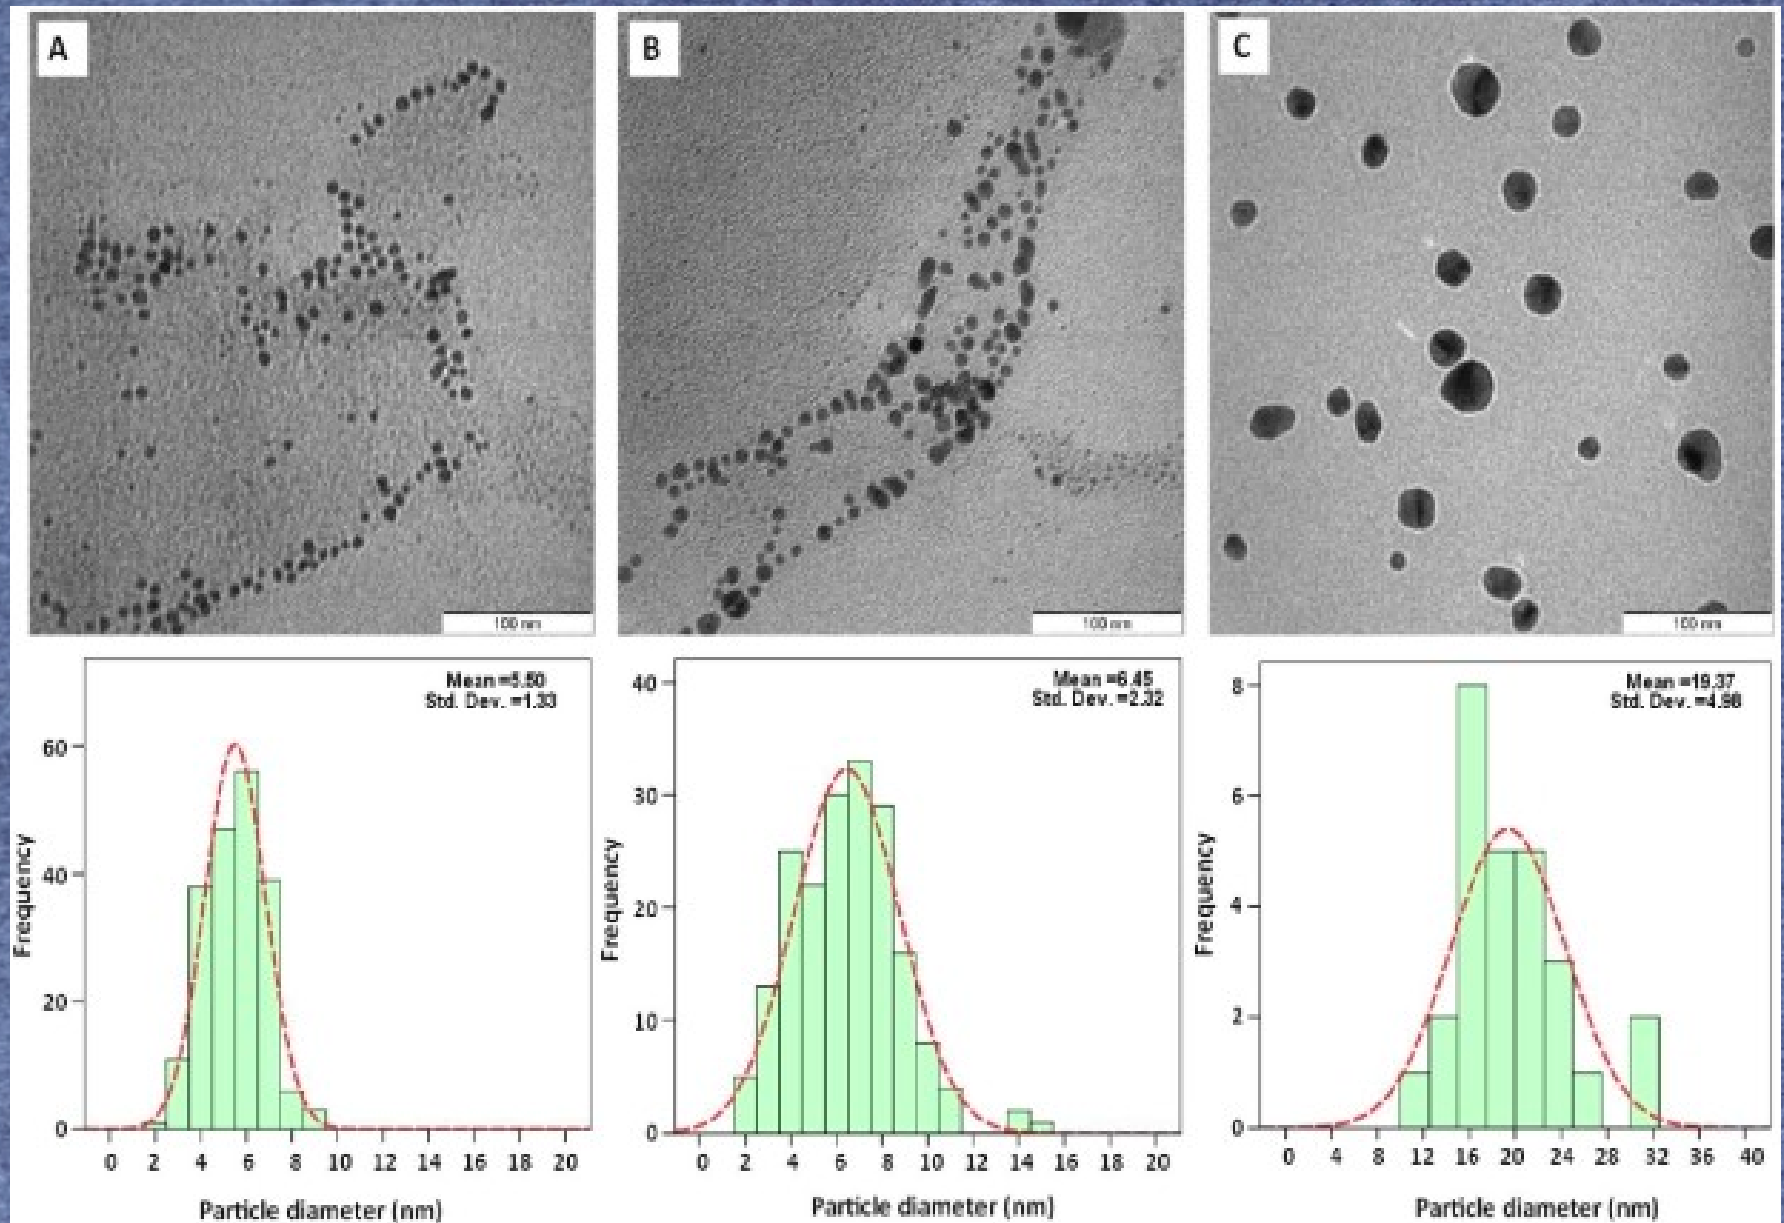 A
B
C
100 nm
100 nm
100 nm
Mean =5.50
Std. Dev. =1.33
60
40
20
0
Frequency
0 2 4 6 8 10 12 14 16 18 20
Particle diameter (nm)
Mean =6.45
Std. Dev. =2.32
40
30
20
10
0
Frequency
0 2 4 6 8 10 12 14 16 18 20
Particle diameter (nm)
Mean =19.37
Std. Dev. =4.98
8
6
4
2
0
Frequency
0 4 8 12 16 20 24 28 32 36 40
Particle diameter (nm)